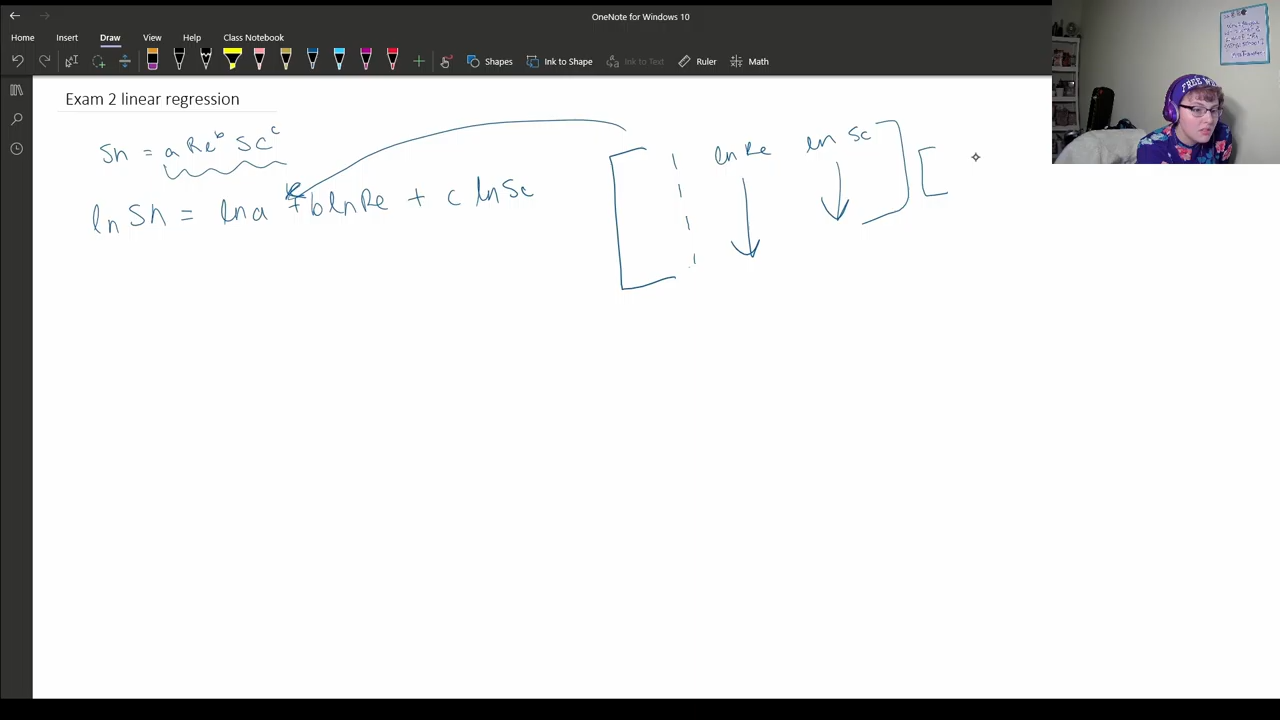 OneNote for Windows 10
Home Insert Draw View Help Class Notebook
Shapes Ink to Shape Ink to Text Ruler Math
Exam 2 linear regression
Sh = a Re^b Sc^c
ln Sh = ln a + b ln Re + c ln Sc
1 ln Re ln Sc
1
1
1
FREE